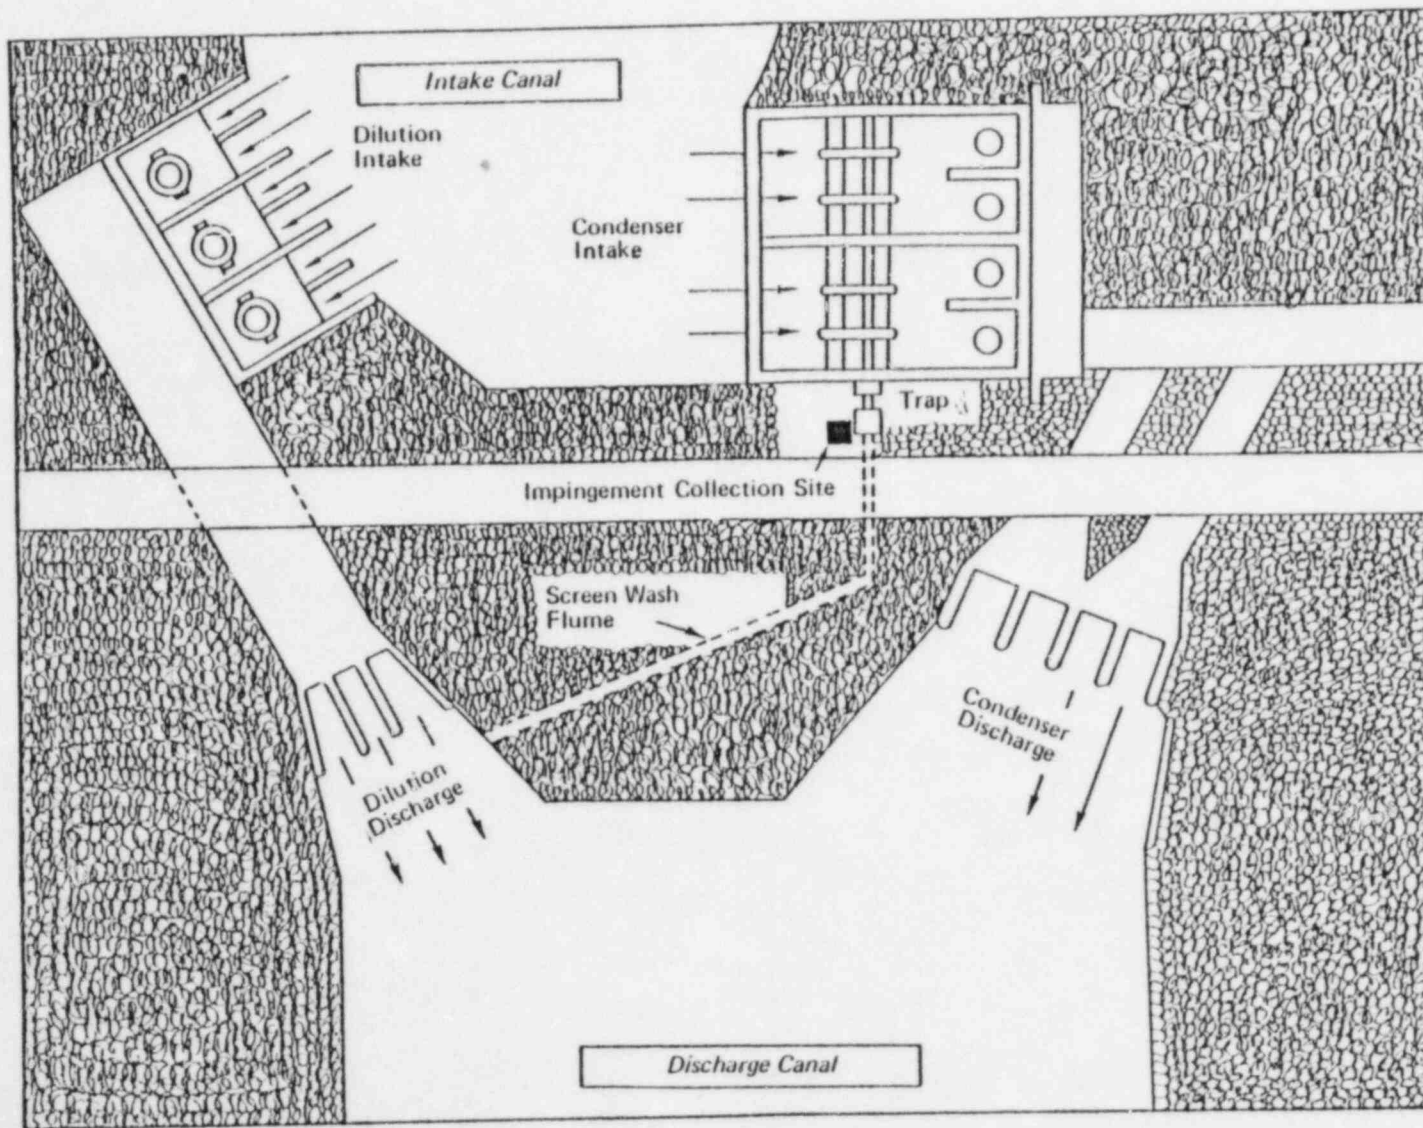 Intake Canal
Dilution
Intake
Condenser
Intake
Trap
Impingement Collection Site
Screen Wash
Flume
Condenser
Discharge
Dilution
Discharge
Discharge Canal